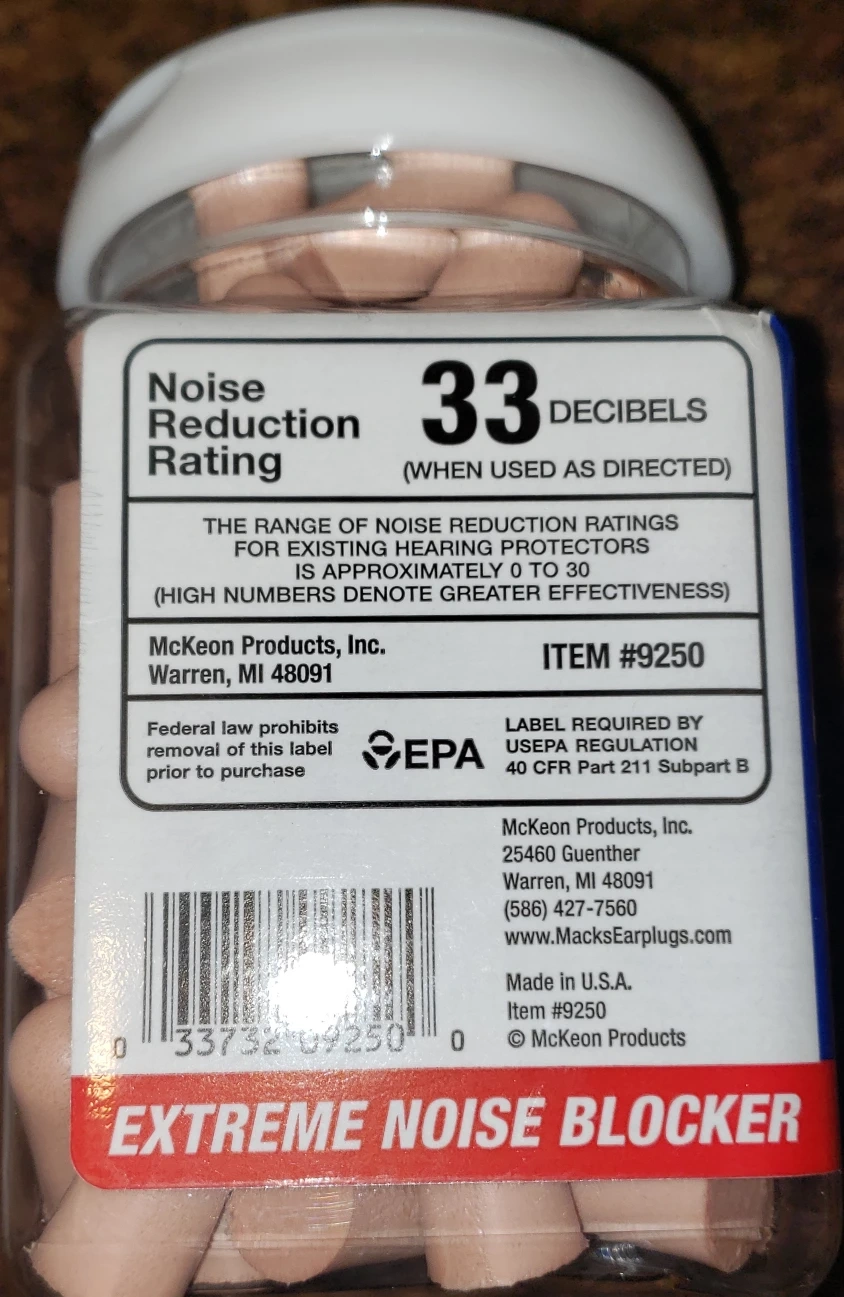 Noise
Reduction
Rating
33 DECIBELS
(WHEN USED AS DIRECTED)
THE RANGE OF NOISE REDUCTION RATINGS
FOR EXISTING HEARING PROTECTORS
IS APPROXIMATELY 0 TO 30
(HIGH NUMBERS DENOTE GREATER EFFECTIVENESS)
McKeon Products, Inc.
Warren, MI 48091
ITEM #9250
Federal law prohibits
removal of this label
prior to purchase
EPA
LABEL REQUIRED BY
USEPA REGULATION
40 CFR Part 211 Subpart B
McKeon Products, Inc.
25460 Guenther
Warren, MI 48091
(586) 427-7560
www.MacksEarplugs.com
Made in U.S.A.
Item #9250
© McKeon Products
0 33732 09250 0
EXTREME NOISE BLOCKER